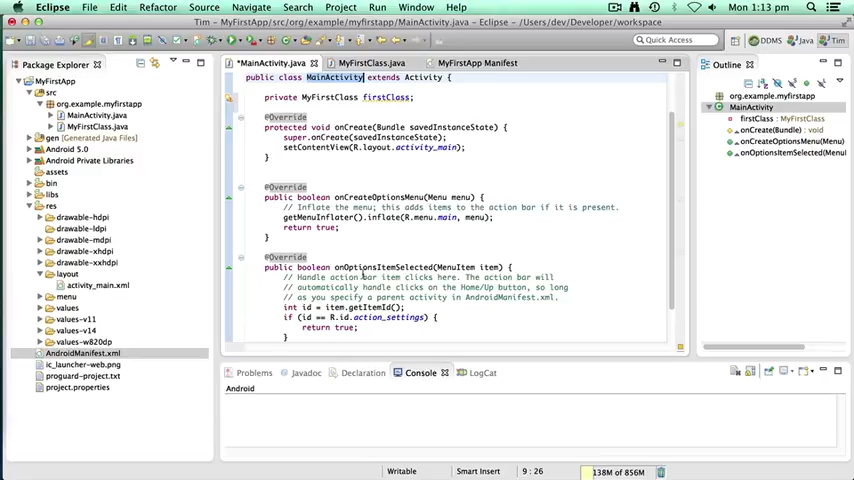 Eclipse File Edit Refactor Source Navigate Search Project Run Window Help Mon 1:13 pm
Tim – MyFirstApp/src/org/example/myfirstapp/MainActivity.java – Eclipse – /Users/dev/Developer/workspace
Quick Access DDMS Java Tim
Package Explorer
MyFirstApp
src
org.example.myfirstapp
MainActivity.java
MyFirstClass.java
gen [Generated Java Files]
Android 5.0
Android Private Libraries
assets
bin
libs
res
drawable-hdpi
drawable-ldpi
drawable-mdpi
drawable-xhdpi
drawable-xxhdpi
layout
activity_main.xml
menu
values
values-v11
values-v14
values-w820dp
AndroidManifest.xml
ic_launcher-web.png
proguard-project.txt
project.properties
*MainActivity.java MyFirstClass.java MyFirstApp Manifest
public class MainActivity extends Activity {
private MyFirstClass firstClass;
@Override
protected void onCreate(Bundle savedInstanceState) {
super.onCreate(savedInstanceState);
setContentView(R.layout.activity_main);
}
@Override
public boolean onCreateOptionsMenu(Menu menu) {
// Inflate the menu; this adds items to the action bar if it is present.
getMenuInflater().inflate(R.menu.main, menu);
return true;
}
@Override
public boolean onOptionsItemSelected(MenuItem item) {
// Handle action bar item clicks here. The action bar will
// automatically handle clicks on the Home/Up button, so long
// as you specify a parent activity in AndroidManifest.xml.
int id = item.getItemId();
if (id == R.id.action_settings) {
return true;
}
Outline
org.example.myfirstapp
MainActivity
firstClass : MyFirstClass
onCreate(Bundle) : void
onCreateOptionsMenu(Menu)
onOptionsItemSelected(Menu
Problems Javadoc Declaration Console LogCat
Android
Writable Smart Insert 9 : 26 138M of 856M